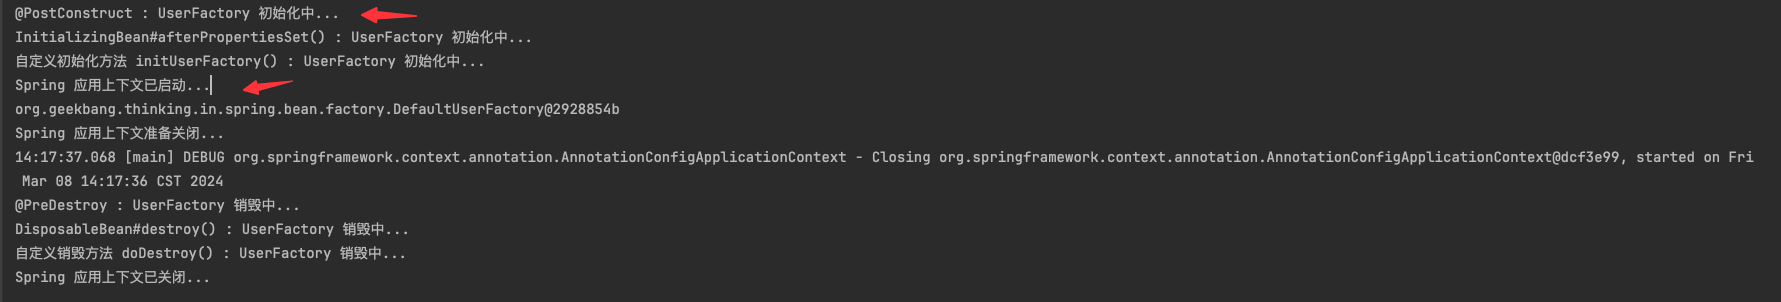 @PostConstruct : UserFactory 初始化中...
InitializingBean#afterPropertiesSet() : UserFactory 初始化中...
自定义初始化方法 initUserFactory() : UserFactory 初始化中...
Spring 应用上下文已启动...
org.geekbang.thinking.in.spring.bean.factory.DefaultUserFactory@2928854b
Spring 应用上下文准备关闭...
14:17:37.068 [main] DEBUG org.springframework.context.annotation.AnnotationConfigApplicationContext - Closing org.springframework.context.annotation.AnnotationConfigApplicationContext@dcf3e99, started on Fri
Mar 08 14:17:36 CST 2024
@PreDestroy : UserFactory 销毁中...
DisposableBean#destroy() : UserFactory 销毁中...
自定义销毁方法 doDestroy() : UserFactory 销毁中...
Spring 应用上下文已关闭...